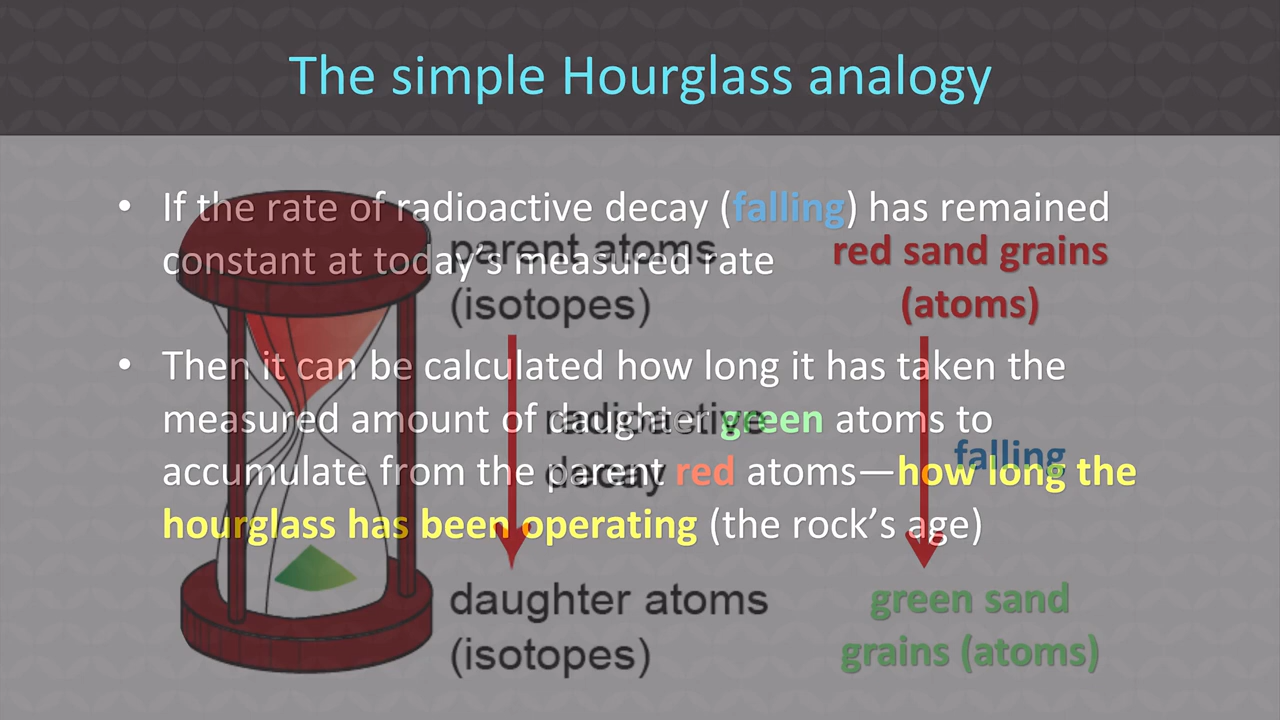 The simple Hourglass analogy
• If the rate of radioactive decay (falling) has remained
constant at today’s measured rate
• Then it can be calculated how long it has taken the
measured amount of daughter green atoms to
accumulate from the parent red atoms—how long the
hourglass has been operating (the rock’s age)
parent atoms
(isotopes)
radioactive
decay
daughter atoms
(isotopes)
red sand grains
(atoms)
falling
green sand
grains (atoms)